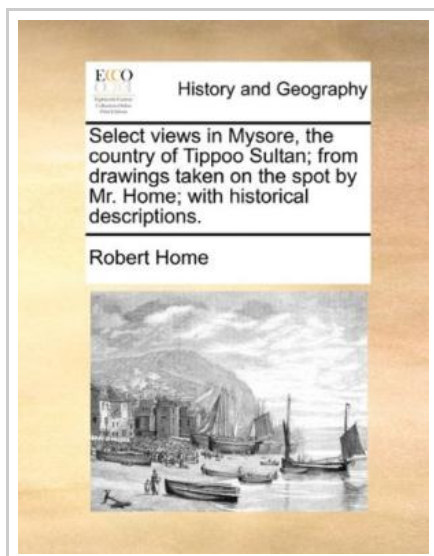 ECCO
History and Geography
Select views in Mysore, the
country of Tippoo Sultan; from
drawings taken on the spot by
Mr. Home; with historical
descriptions.
Robert Home